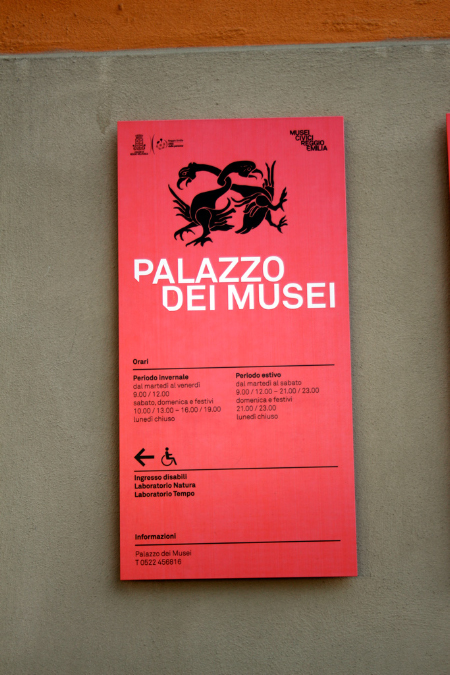 MUSEI
CIVICI
REGGIO
EMILIA
PALAZZO
DEI MUSEI
Orari
Periodo invernale
dal martedì al venerdì
9.00 / 12.00
sabato, domenica e festivi
10.00 / 13.00 – 16.00 / 19.00
lunedì chiuso
Periodo estivo
dal martedì al sabato
9.00 / 12.00 – 21.00 / 23.00
domenica e festivi
21.00 / 23.00
lunedì chiuso
Ingresso disabili
Laboratorio Natura
Laboratorio Tempo
Informazioni
Palazzo dei Musei
T 0522 456816